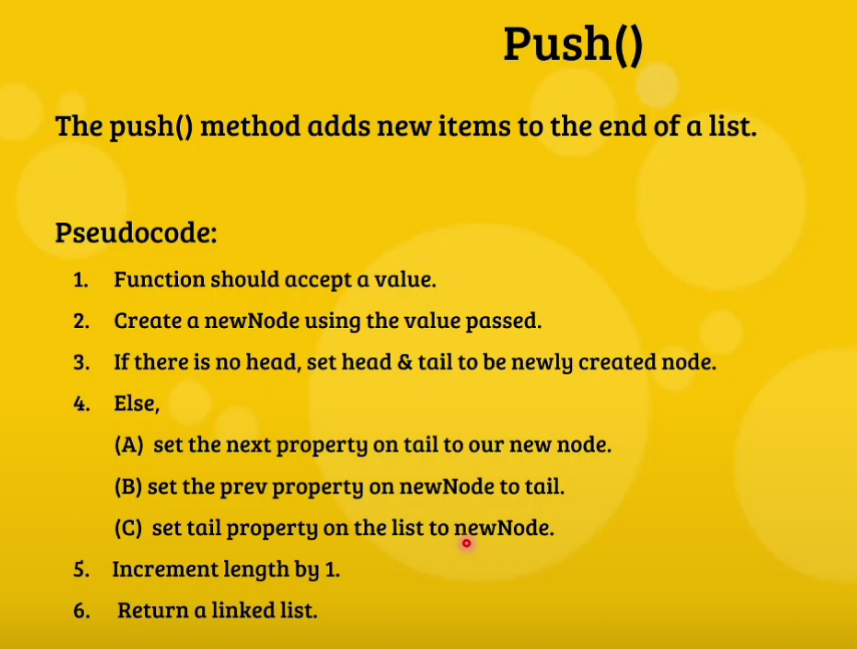 Push()
The push() method adds new items to the end of a list.
Pseudocode:
1. Function should accept a value.
2. Create a newNode using the value passed.
3. If there is no head, set head & tail to be newly created node.
4. Else,
(A) set the next property on tail to our new node.
(B) set the prev property on newNode to tail.
(C) set tail property on the list to newNode.
5. Increment length by 1.
6. Return a linked list.